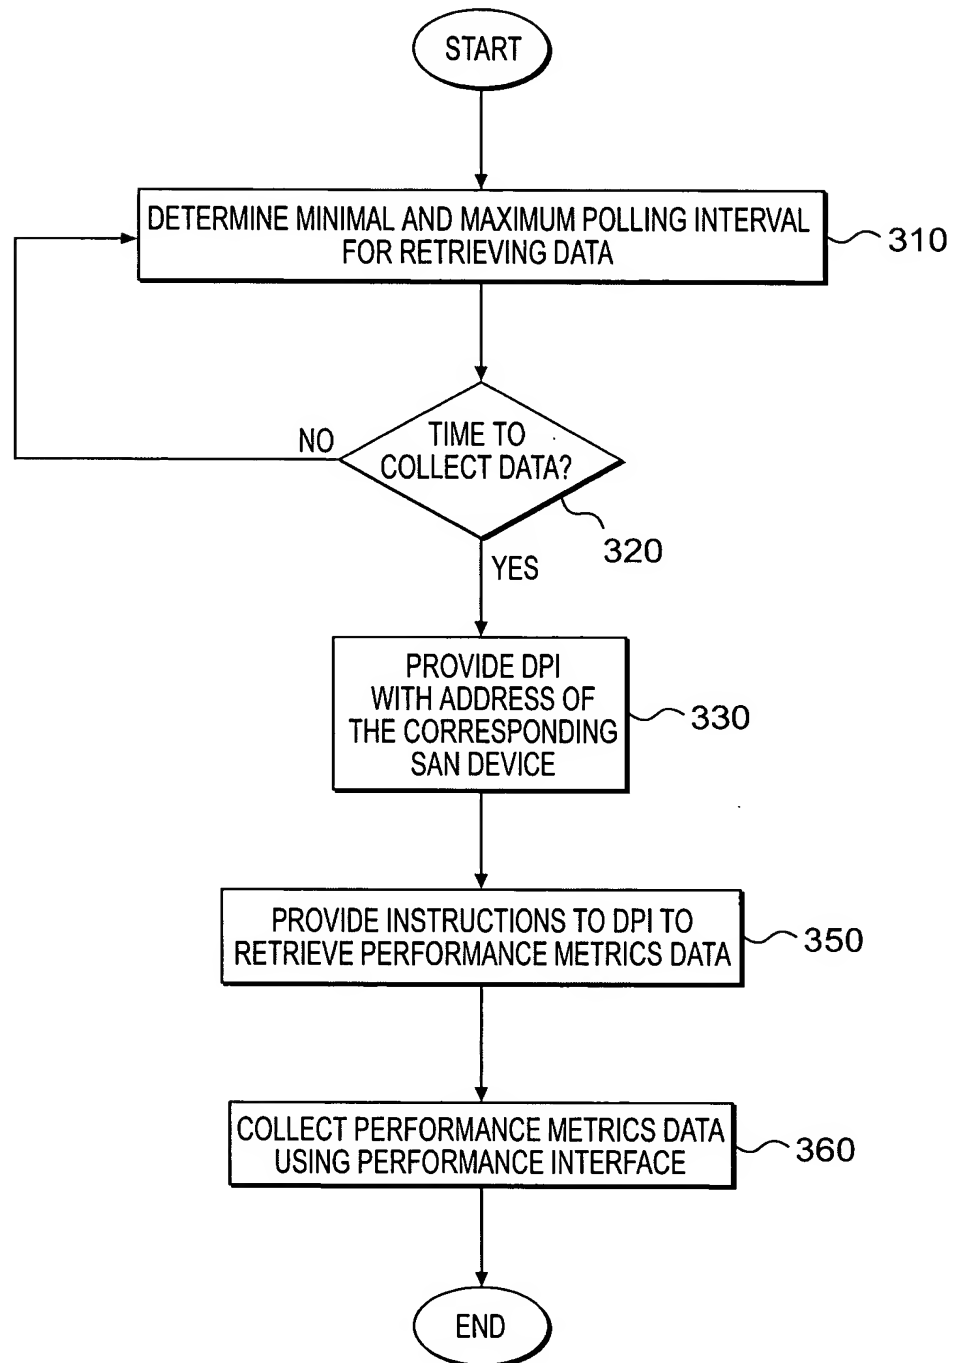 START
DETERMINE MINIMAL AND MAXIMUM POLLING INTERVAL
FOR RETRIEVING DATA
310
NO
TIME TO
COLLECT DATA?
320
YES
PROVIDE DPI
WITH ADDRESS OF
THE CORRESPONDING
SAN DEVICE
330
PROVIDE INSTRUCTIONS TO DPI TO
RETRIEVE PERFORMANCE METRICS DATA
350
COLLECT PERFORMANCE METRICS DATA
USING PERFORMANCE INTERFACE
360
END